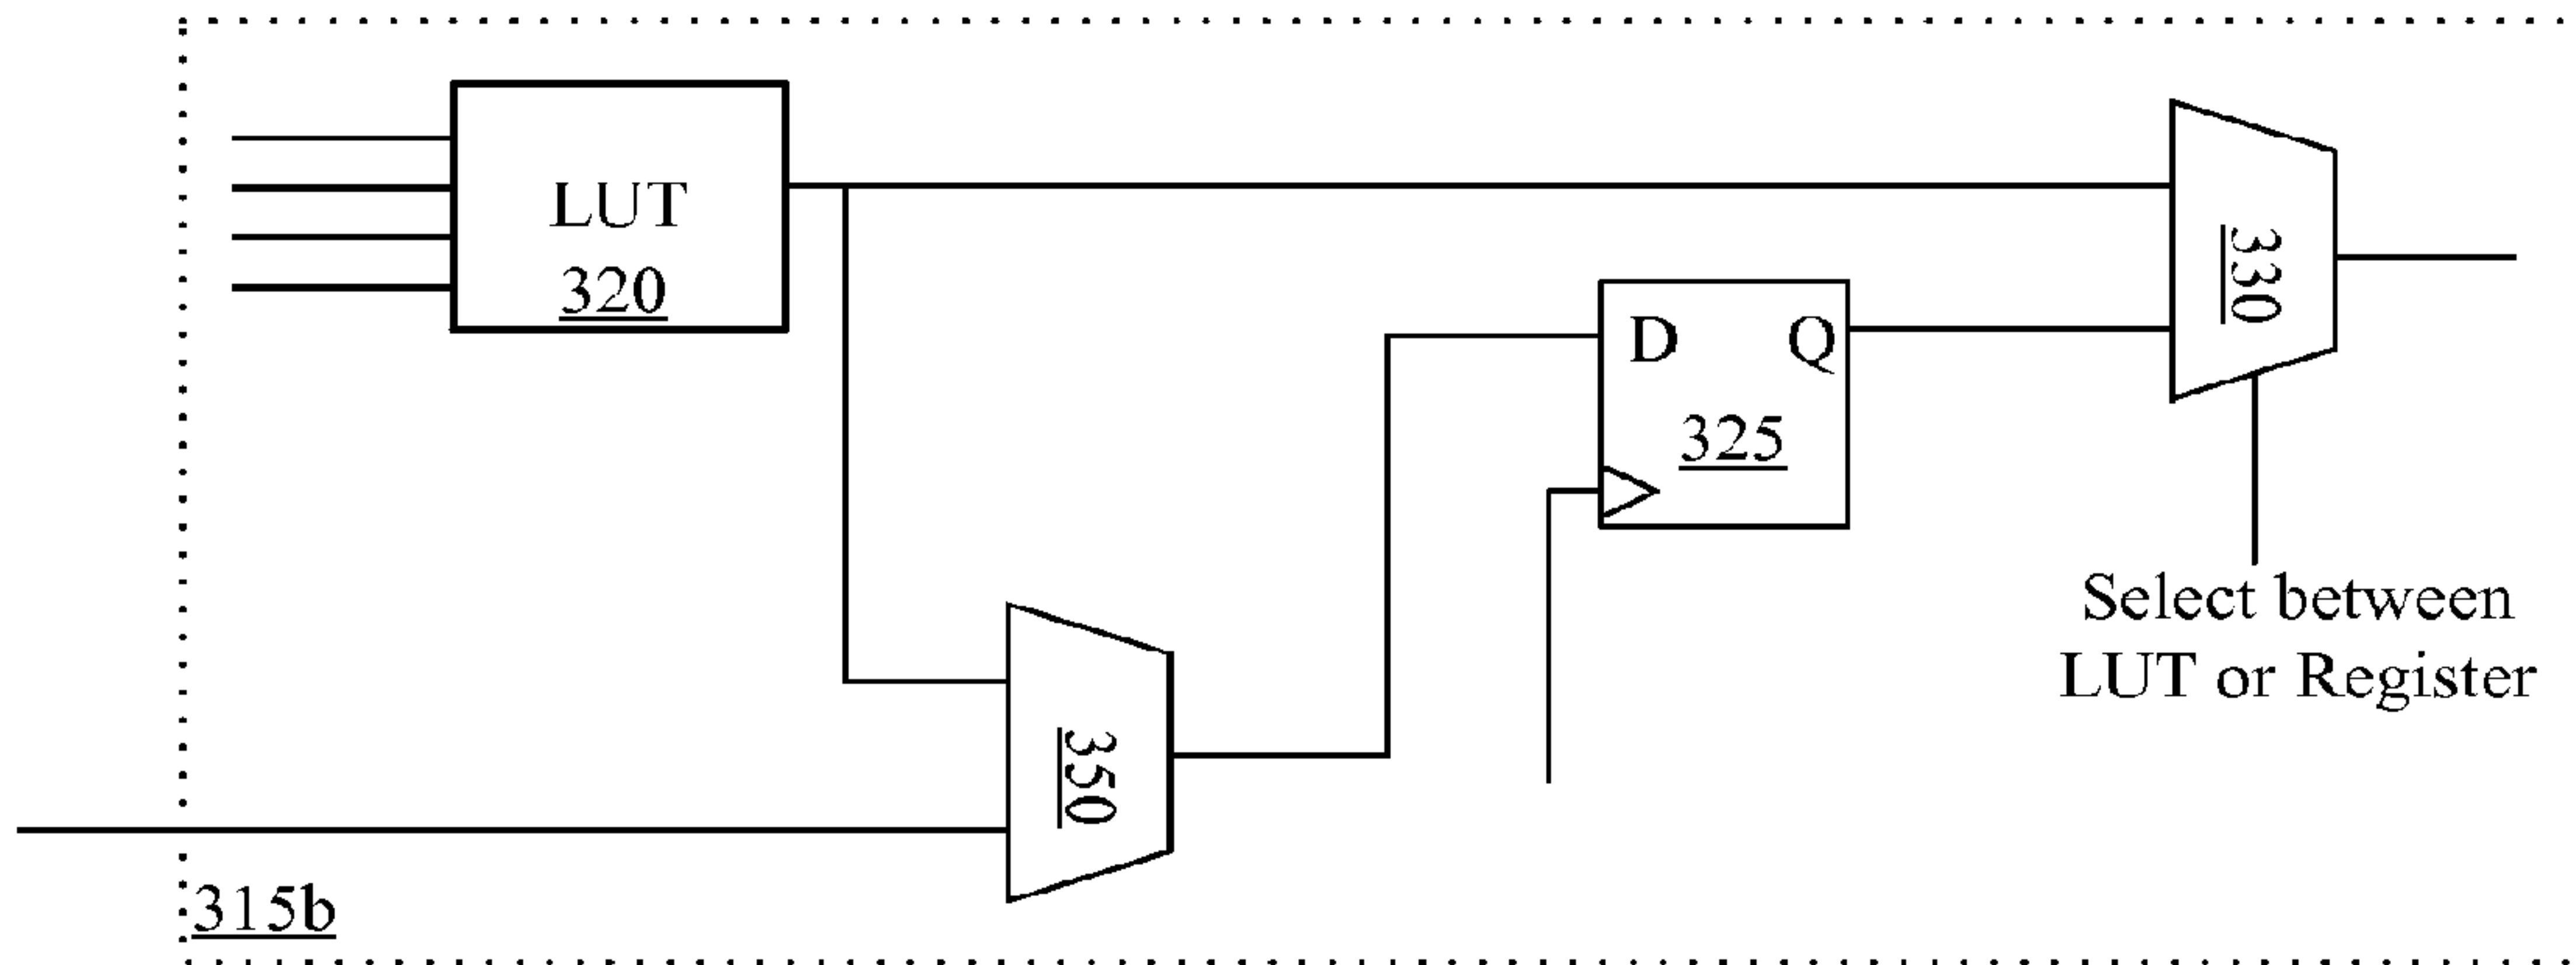 LUT
320
330
D Q
325
Select between
LUT or Register
350
315b